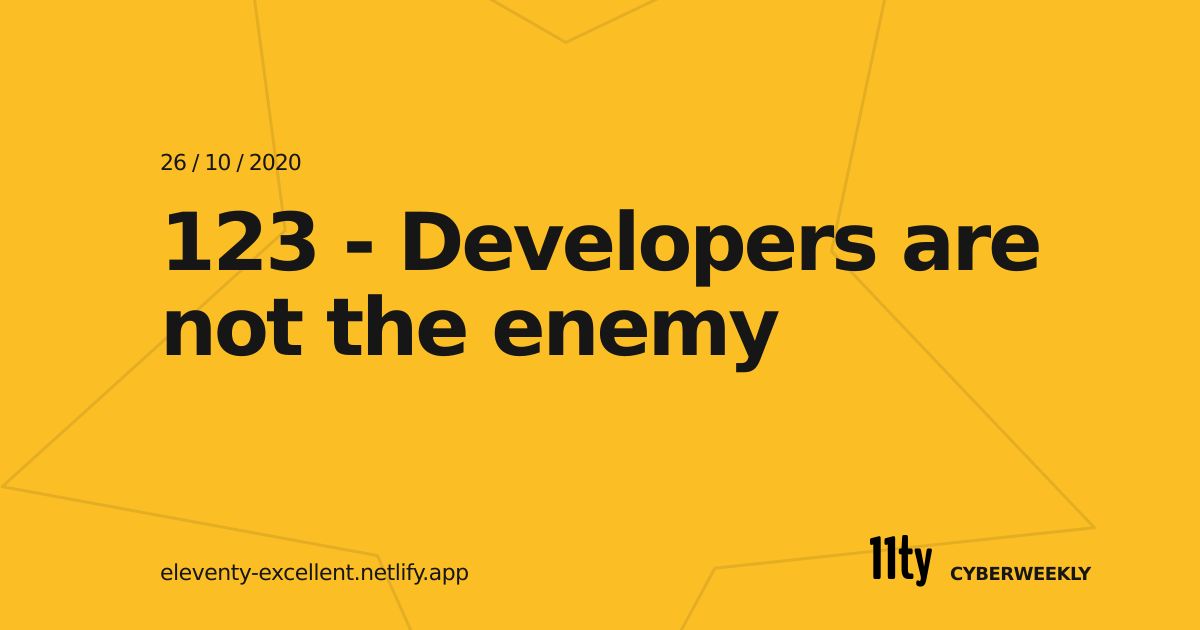 26 / 10 / 2020
123 - Developers are
not the enemy
eleventy-excellent.netlify.app
11ty CYBERWEEKLY